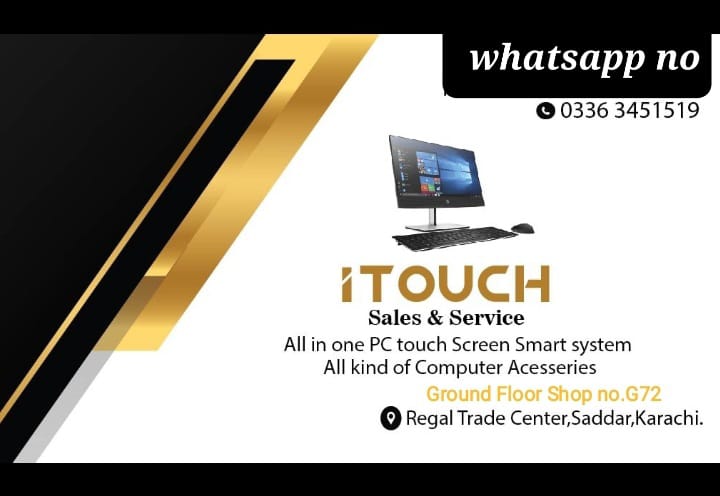 whatsapp no
0336 3451519
iTOUCH
Sales & Service
All in one PC touch Screen Smart system
All kind of Computer Acesseries
Ground Floor Shop no.G72
Regal Trade Center,Saddar,Karachi.